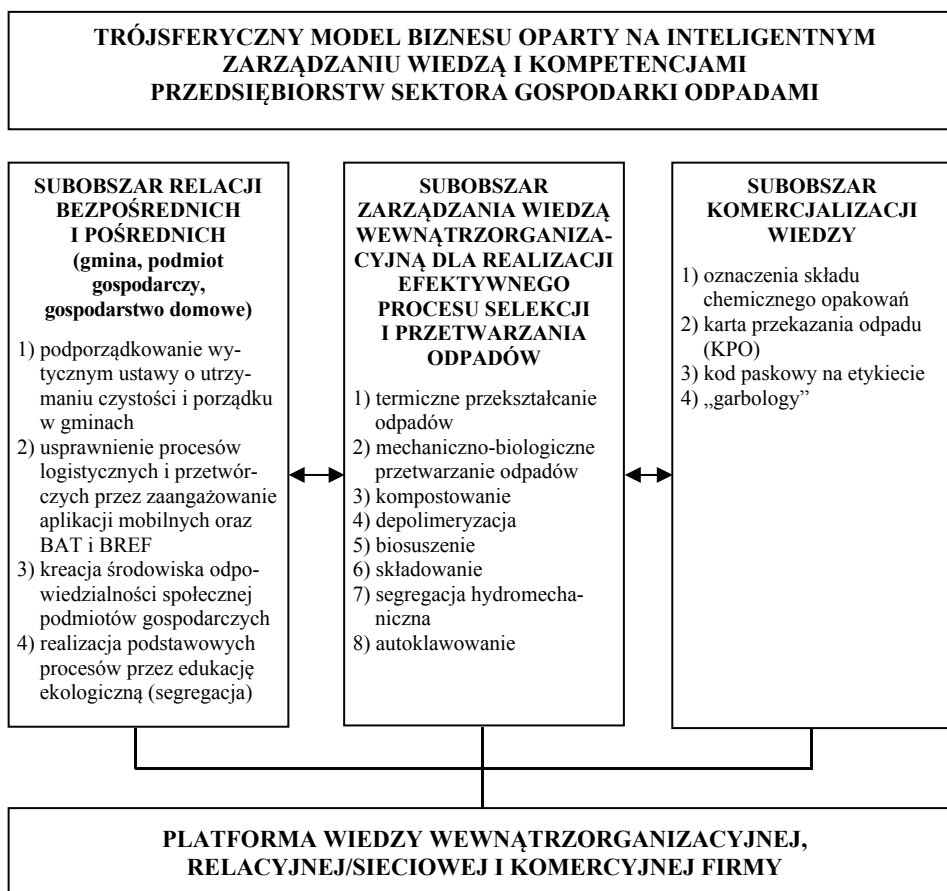 TRÓJSFERYCZNY MODEL BIZNESU OPARTY NA INTELIGENTNYM
ZARZĄDZANIU WIEDZĄ I KOMPETENCJAMI
PRZEDSIĘBIORSTW SEKTORA GOSPODARKI ODPADAMI
SUBOBSZAR RELACJI
BEZPOŚREDNICH
I POŚREDNICH
(gmina, podmiot
gospodarczy,
gospodarstwo domowe)
1) podporządkowanie wy-
tycznym ustawy o utrzy-
maniu czystości i porządku
w gminach
2) usprawnienie procesów
logistycznych i przetwór-
czych przez zaangażowanie
aplikacji mobilnych oraz
BAT i BREF
3) kreacja środowiska odpo-
wiedzialności społecznej
podmiotów gospodarczych
4) realizacja podstawowych
procesów przez edukację
ekologiczną (segregacja)
SUBOBSZAR
ZARZĄDZANIA WIEDZĄ
WEWNĄTRZORGANIZA-
CYJNĄ DLA REALIZACJI
EFEKTYWNEGO
PROCESU SELEKCJI
I PRZETWARZANIA
ODPADÓW
1) termiczne przekształcanie
odpadów
2) mechaniczno-biologiczne
przetwarzanie odpadów
3) kompostowanie
4) depolimeryzacja
5) biosuszenie
6) składowanie
7) segregacja hydromecha-
niczna
8) autoklawowanie
SUBOBSZAR
KOMERCJALIZACJI
WIEDZY
1) oznaczenia składu
chemicznego opakowań
2) karta przekazania odpadu
(KPO)
3) kod paskowy na etykiecie
4) „garbology”
PLATFORMA WIEDZY WEWNĄTRZORGANIZACYJNEJ,
RELACYJNEJ/SIECIOWEJ I KOMERCYJNEJ FIRMY